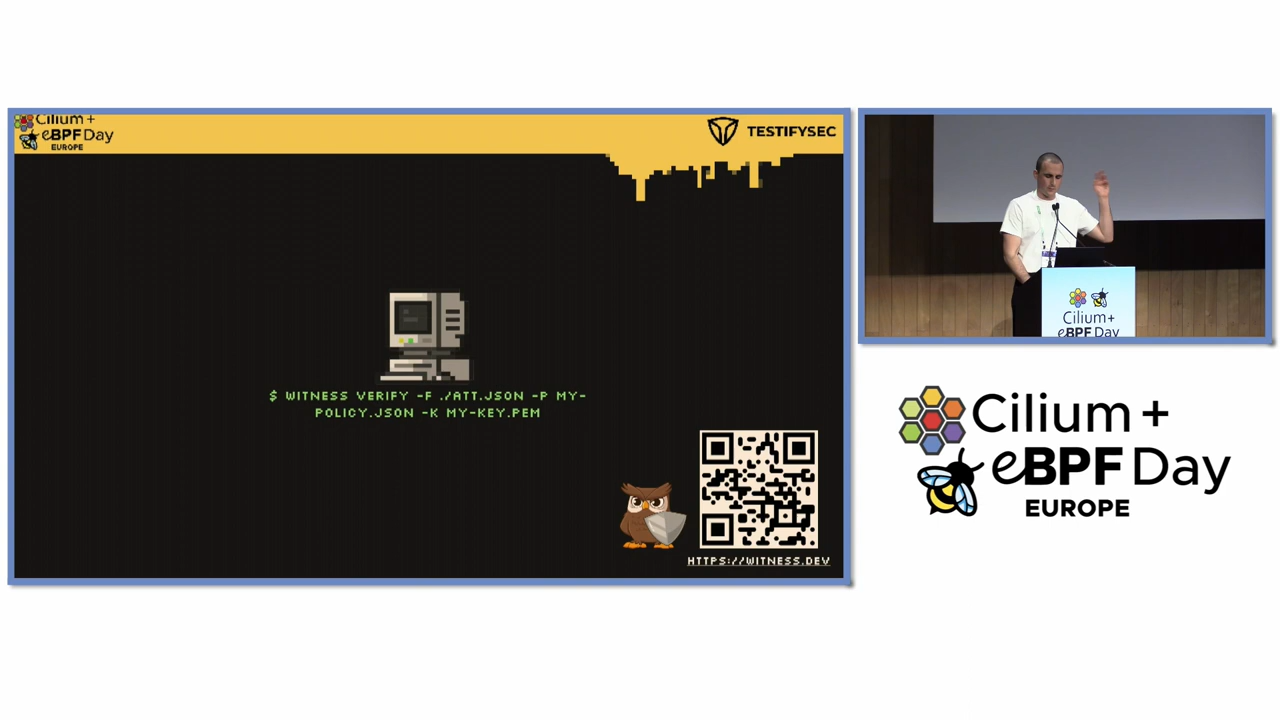 Cilium +
eBPF Day
EUROPE
TESTIFYSEC
$ WITNESS VERIFY -F ./ATT.JSON -P MY-
POLICY.JSON -K MY-KEY.PEM
HTTPS://WITNESS.DEV
Cilium +
eBPF Day
Cilium +
eBPF Day
EUROPE